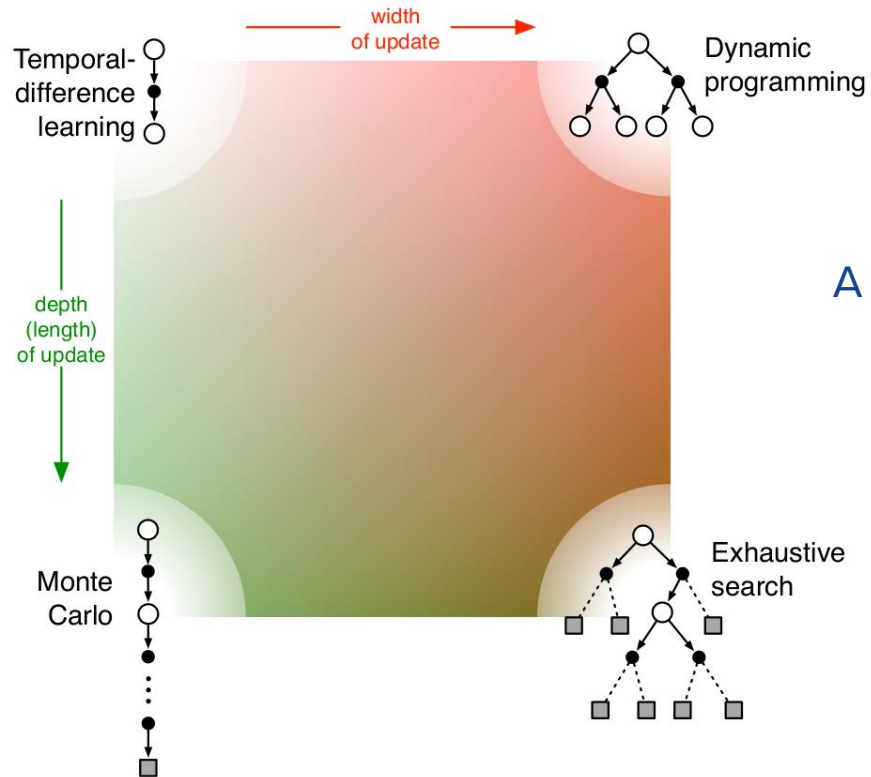 width
of update
Temporal-
difference
learning
Dynamic
programming
depth
(length)
of update
A
Monte
Carlo
Exhaustive
search